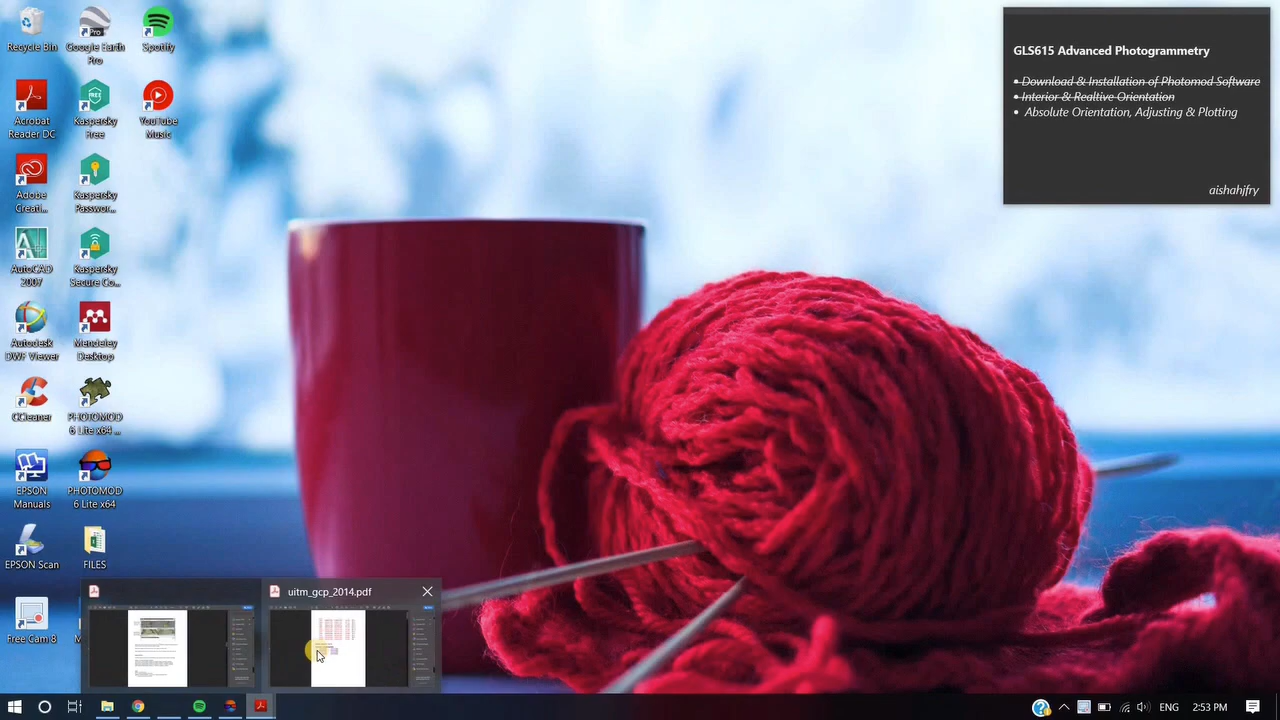 Recycle Bin
Google Earth
Pro
Spotify
Acrobat
Reader DC
Kaspersky
Free
YouTube
Music
Adobe
Creati...
Kaspersky
Passwor...
AutoCAD
2007
Kaspersky
Secure Co...
Autodesk
DWF Viewer
Mendeley
Desktop
CCleaner
PHOTOMOD
6 Lite x64 ...
EPSON
Manuals
PHOTOMOD
6 Lite x64
EPSON Scan
FILES
Free Cam 8
GLS615 Advanced Photogrammetry
• Download & Installation of Photomod Software
• Interior & Realtive Orientation
• Absolute Orientation, Adjusting & Plotting
aishahjfry
uitm_gcp_2014.pdf
ENG
2:53 PM